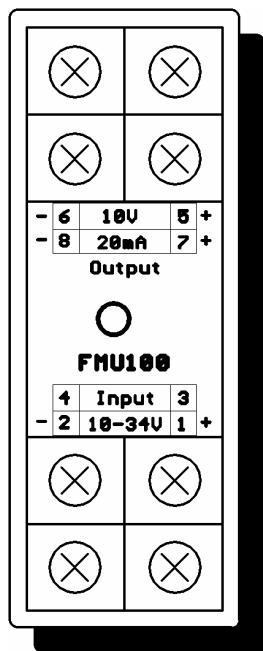 - 6 10V 5 +
- 8 20mA 7 +
Output
FMU100
4 Input 3
- 2 10-34V 1 +